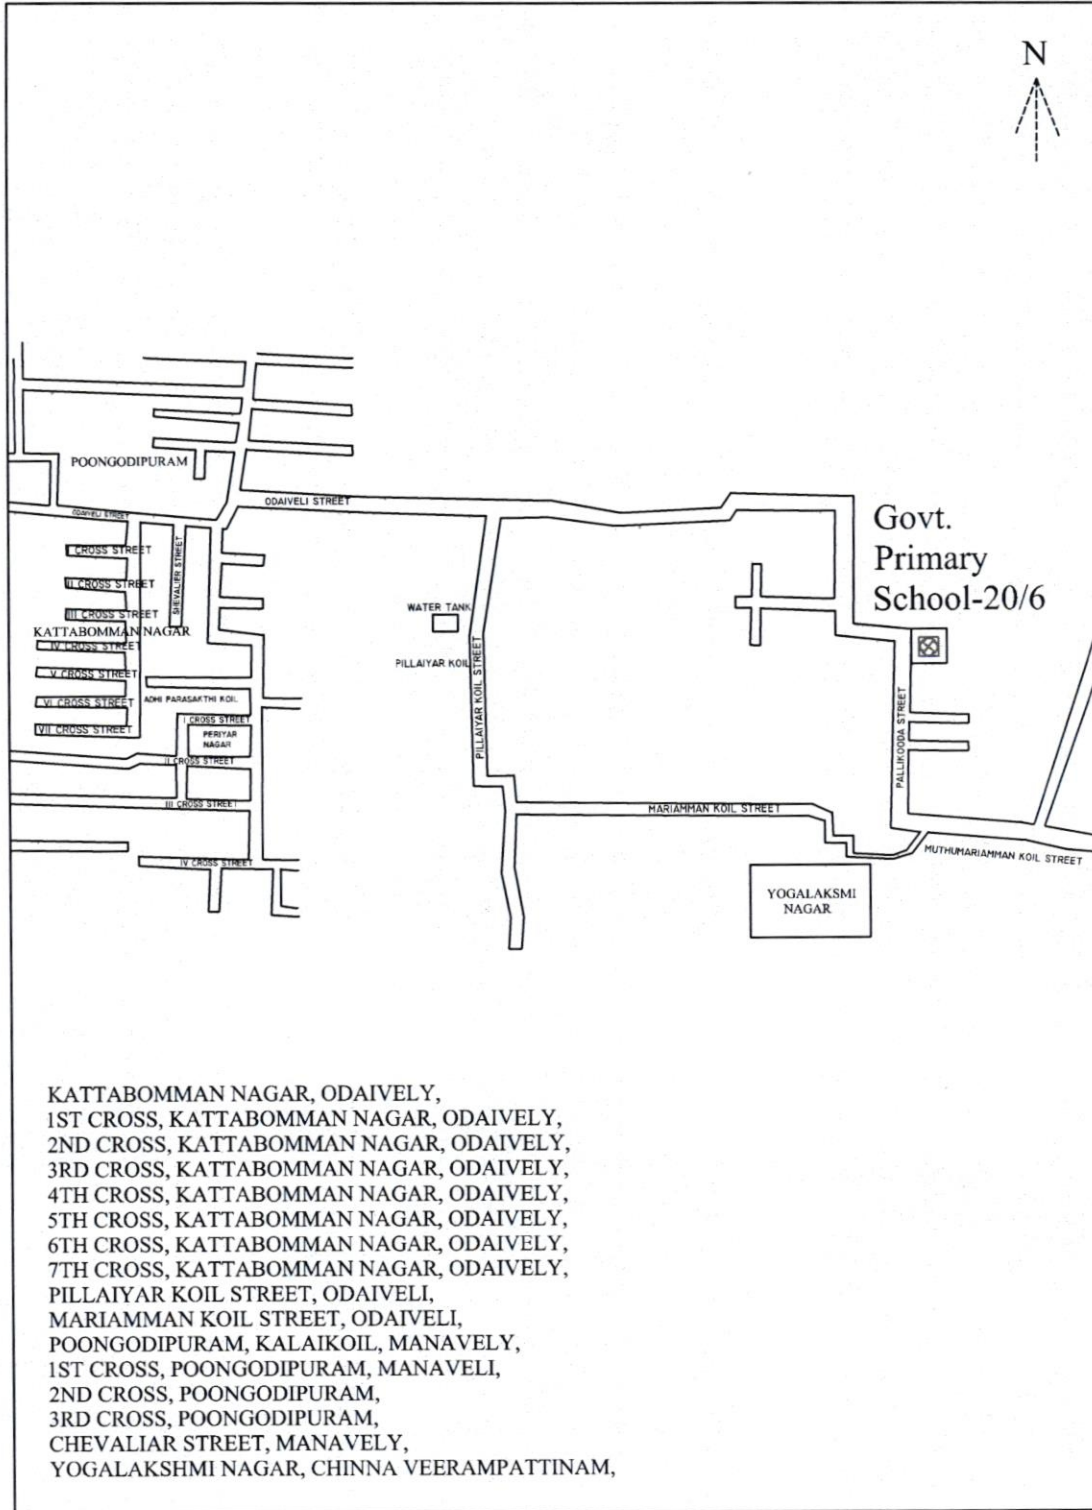 N
POONGODIPURAM
ODAIVELI STREET
ODAIVELI STREET
Govt.
Primary
School-20/6
I CROSS STREET
II CROSS STREET
III CROSS STREET
SHEVALIER STREET
KATTABOMMAN NAGAR
IV CROSS STREET
V CROSS STREET
VI CROSS STREET
VII CROSS STREET
ADHI PARASAKTHI KOIL
I CROSS STREET
PERIYAR
NAGAR
II CROSS STREET
III CROSS STREET
IV CROSS STREET
WATER TANK
PILLAIYAR KOIL
PILLAIYAR KOIL STREET
MARIAMMAN KOIL STREET
PALLIKOODA STREET
MUTHUMARIAMMAN KOIL STREET
YOGALAKSMI
NAGAR
KATTABOMMAN NAGAR, ODAIVELY,
1ST CROSS, KATTABOMMAN NAGAR, ODAIVELY,
2ND CROSS, KATTABOMMAN NAGAR, ODAIVELY,
3RD CROSS, KATTABOMMAN NAGAR, ODAIVELY,
4TH CROSS, KATTABOMMAN NAGAR, ODAIVELY,
5TH CROSS, KATTABOMMAN NAGAR, ODAIVELY,
6TH CROSS, KATTABOMMAN NAGAR, ODAIVELY,
7TH CROSS, KATTABOMMAN NAGAR, ODAIVELY,
PILLAIYAR KOIL STREET, ODAIVELI,
MARIAMMAN KOIL STREET, ODAIVELI,
POONGODIPURAM, KALAIKOIL, MANAVELY,
1ST CROSS, POONGODIPURAM, MANAVELI,
2ND CROSS, POONGODIPURAM,
3RD CROSS, POONGODIPURAM,
CHEVALIAR STREET, MANAVELY,
YOGALAKSHMI NAGAR, CHINNA VEERAMPATTINAM,